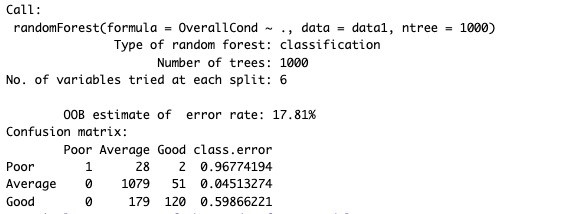 Call:
 randomForest(formula = OverallCond ~ ., data = data1, ntree = 1000)
               Type of random forest: classification
                     Number of trees: 1000
No. of variables tried at each split: 6

        OOB estimate of  error rate: 17.81%
Confusion matrix:
        Poor Average Good class.error
Poor       1      28    2  0.96774194
Average    0    1079   51  0.04513274
Good       0     179  120  0.59866221